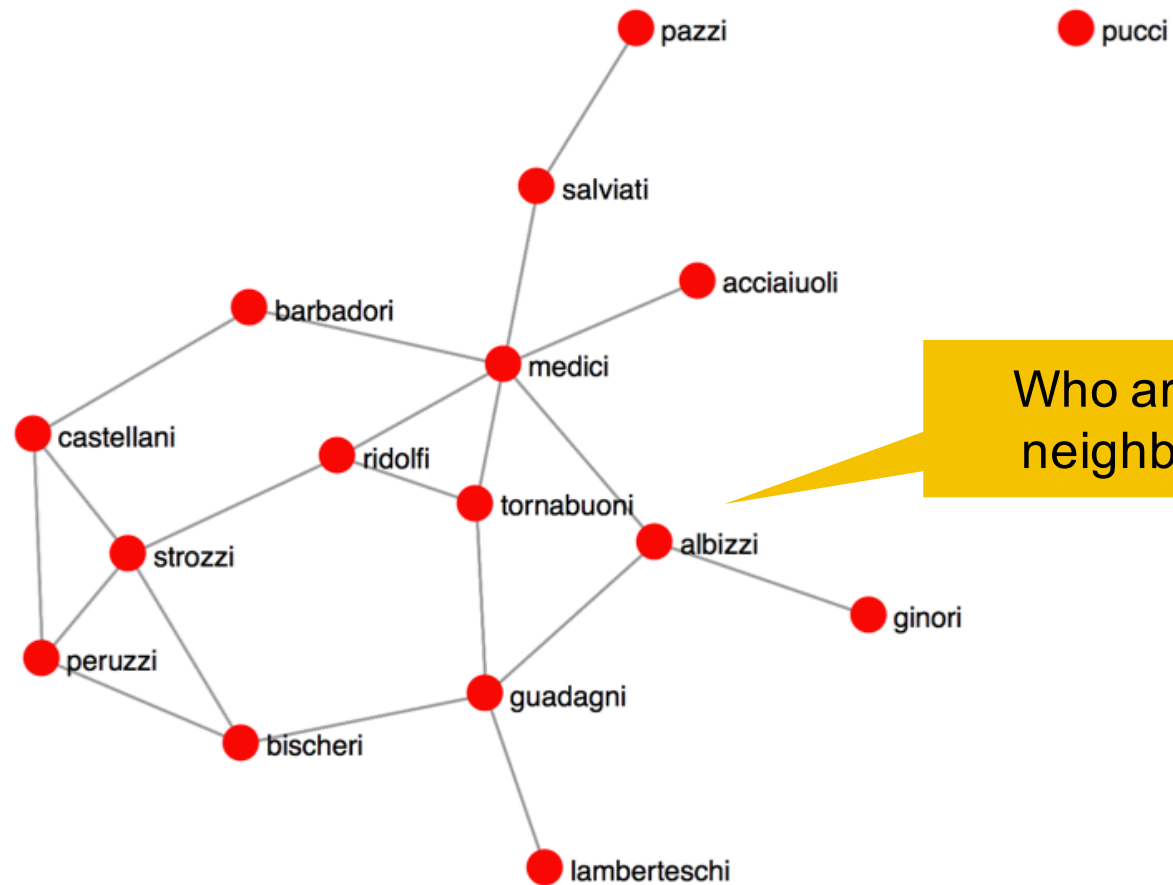 pazzi
pucci
salviati
acciaiuoli
barbadori
medici
Who ar
neighb
castellani
ridolfi
tornabuoni
albizzi
strozzi
ginori
peruzzi
guadagni
bischeri
lamberteschi